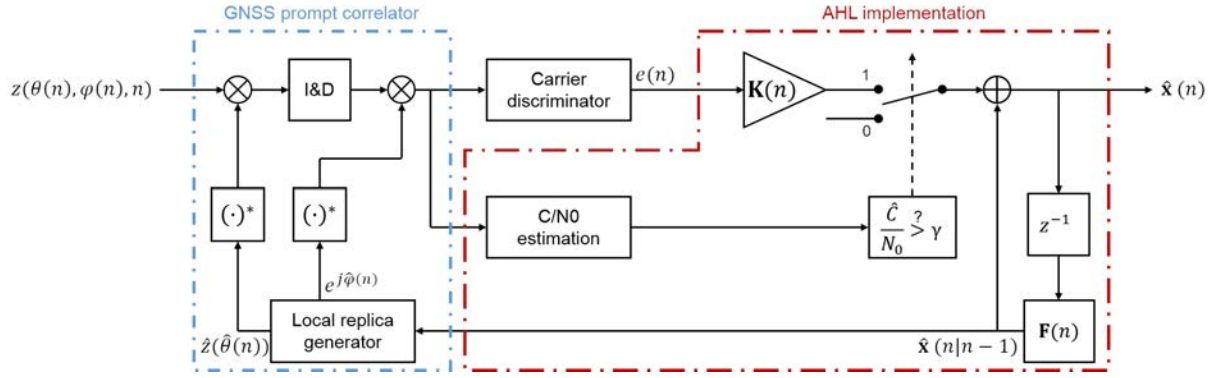 GNSS prompt correlator
AHL implementation
z(θ(n), φ(n), n)
I&D
Carrier
discriminator
e(n)
K(n)
1
0
x̂ (n)
(·)*
(·)*
C/N0
estimation
Ĉ/N₀ >? γ
z⁻¹
e^{jφ̂(n)}
ẑ(θ̂(n))
Local replica
generator
x̂ (n|n − 1)
F(n)